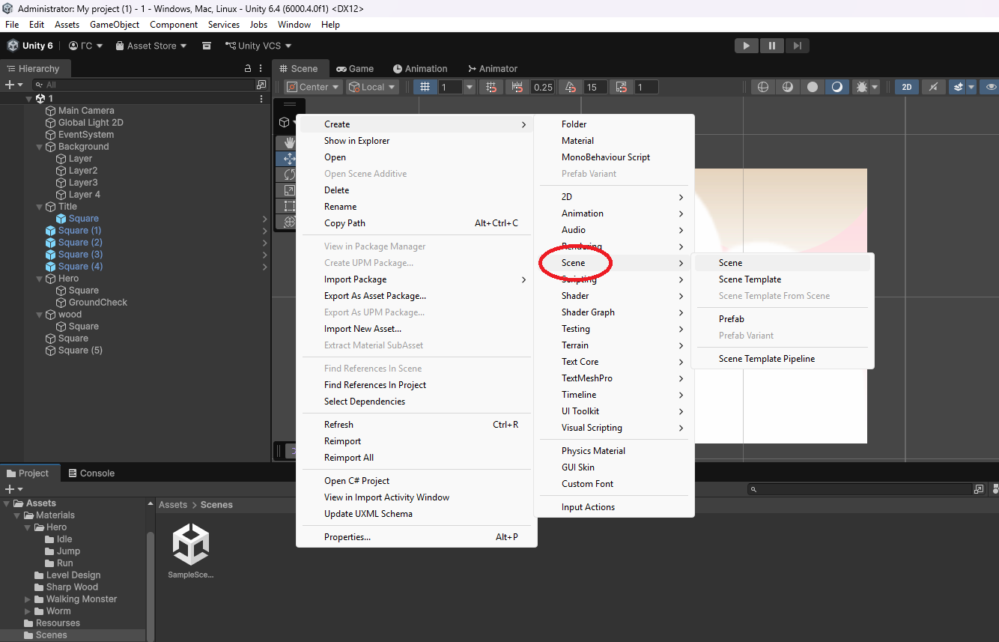 Administrator: My project (1) - 1 - Windows, Mac, Linux - Unity 6.4 (6000.4.0f1) <DX12>
File Edit Assets GameObject Component Services Jobs Window Help
Unity 6 ГС Asset Store Unity VCS
Hierarchy
All
1
Main Camera
Global Light 2D
EventSystem
Background
Layer
Layer2
Layer3
Layer 4
Title
Square
Square (1)
Square (2)
Square (3)
Square (4)
Hero
Square
GroundCheck
wood
Square
Square
Square (5)
Scene Game Animation Animator
Center Local 1 0.25 15 1 2D
Create
Show in Explorer
Open
Open Scene Additive
Delete
Rename
Copy Path Alt+Ctrl+C
View in Package Manager
Create UPM Package...
Import Package
Export As Asset Package...
Export As UPM Package...
Import New Asset...
Extract Material SubAsset
Find References In Scene
Find References In Project
Select Dependencies
Refresh Ctrl+R
Reimport
Reimport All
Open C# Project
View in Import Activity Window
Update UXML Schema
Properties... Alt+P
Folder
Material
MonoBehaviour Script
Prefab Variant
2D
Animation
Audio
Rendering
Scene
Scripting
Shader
Shader Graph
Testing
Terrain
Text Core
TextMeshPro
Timeline
UI Toolkit
Visual Scripting
Physics Material
GUI Skin
Custom Font
Input Actions
Scene
Scene Template
Scene Template From Scene
Prefab
Prefab Variant
Scene Template Pipeline
Project Console
Assets
Materials
Hero
Idle
Jump
Run
Level Design
Sharp Wood
Walking Monster
Worm
Resourses
Scenes
Assets > Scenes
SampleSce...